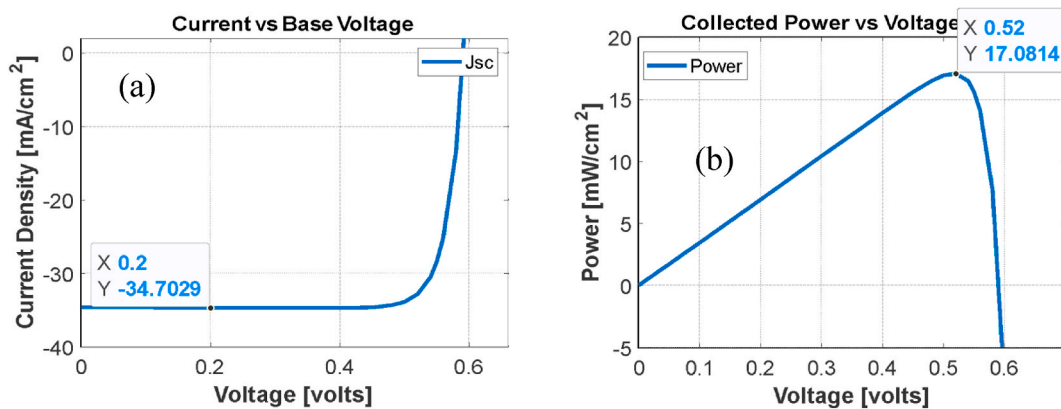 Current vs Base Voltage
0
-10
-20
-30
-40
Current Density [mA/cm²]
(a)
Jsc
X 0.2
Y -34.7029
0
0.2
0.4
0.6
Voltage [volts]
Collected Power vs Voltage
X 0.52
Y 17.0814
20
15
10
5
0
-5
Power [mW/cm²]
Power
(b)
0
0.1
0.2
0.3
0.4
0.5
0.6
Voltage [volts]